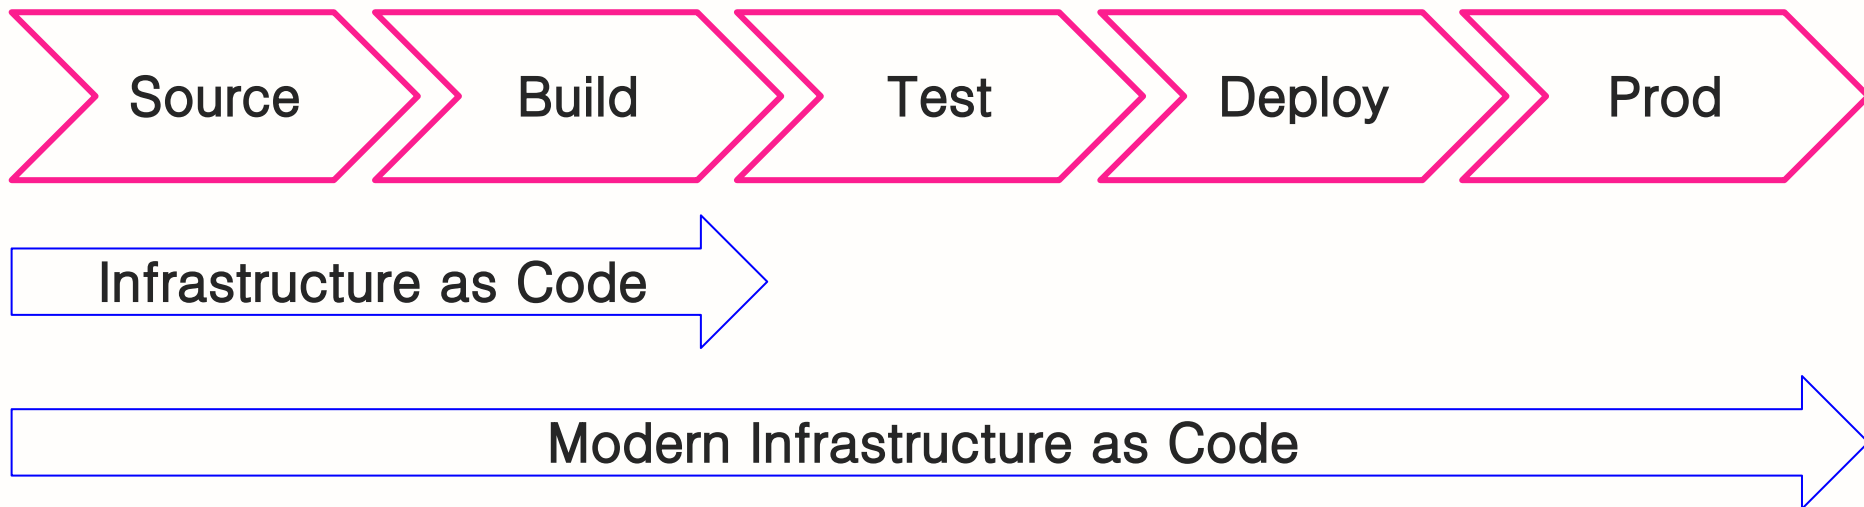 Source
Build
Test
Deploy
Prod
Infrastructure as Code
Modern Infrastructure as Code